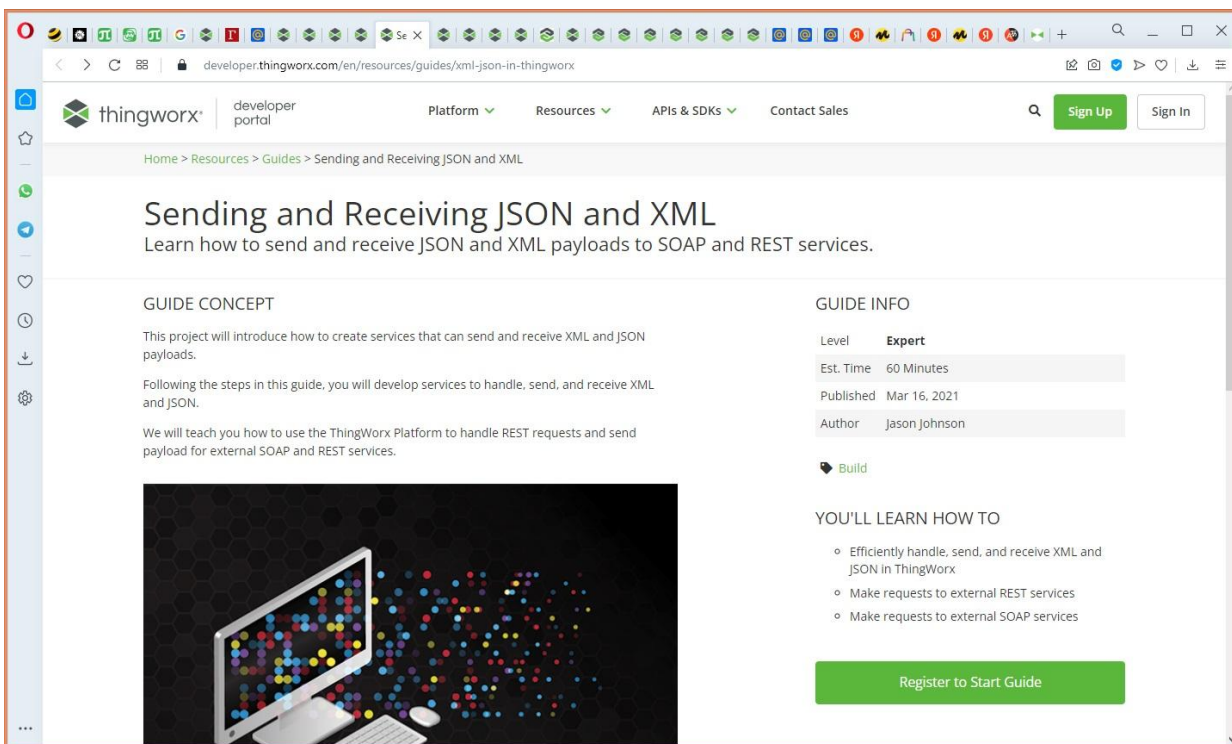 Se
developer.thingworx.com/en/resources/guides/xml-json-in-thingworx
thingworx
developer
portal
Platform
Resources
APIs & SDKs
Contact Sales
Sign Up
Sign In
Home > Resources > Guides > Sending and Receiving JSON and XML
Sending and Receiving JSON and XML
Learn how to send and receive JSON and XML payloads to SOAP and REST services.
GUIDE CONCEPT
This project will introduce how to create services that can send and receive XML and JSON
payloads.
Following the steps in this guide, you will develop services to handle, send, and receive XML
and JSON.
We will teach you how to use the ThingWorx Platform to handle REST requests and send
payload for external SOAP and REST services.
GUIDE INFO
Level Expert
Est. Time 60 Minutes
Published Mar 16, 2021
Author Jason Johnson
Build
YOU'LL LEARN HOW TO
Efficiently handle, send, and receive XML and
JSON in ThingWorx
Make requests to external REST services
Make requests to external SOAP services
Register to Start Guide